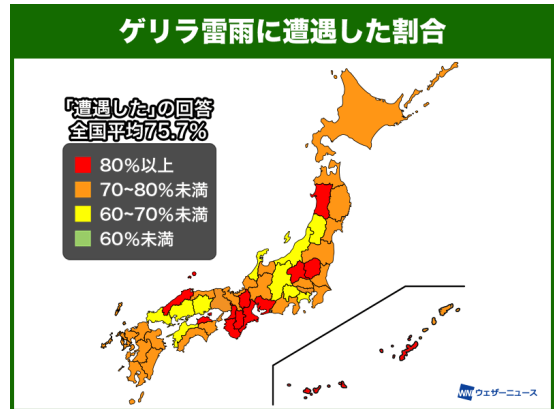 ゲリラ雷雨に遭遇した割合
「遭遇した」の回答
全国平均75.7%
80%以上
70~80%未満
60~70%未満
60%未満
WNI ウェザーニュース